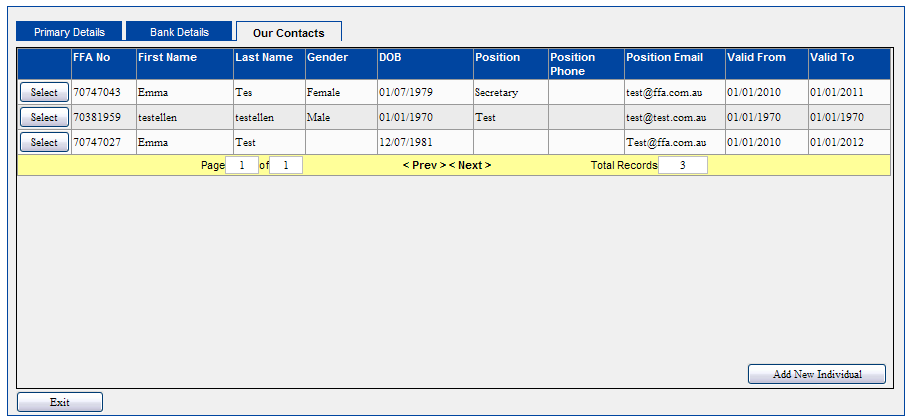 Primary Details Bank Details Our Contacts
FFA No First Name Last Name Gender DOB Position Position Phone Position Email Valid From Valid To
Select 70747043 Emma Tes Female 01/07/1979 Secretary test@ffa.com.au 01/01/2010 01/01/2011
Select 70381959 testellen testellen Male 01/01/1970 Test test@test.com.au 01/01/1970 01/01/1970
Select 70747027 Emma Test 12/07/1981 Test@ffa.com.au 01/01/2010 01/01/2012
Page 1 of 1 < Prev > < Next > Total Records 3
Add New Individual
Exit